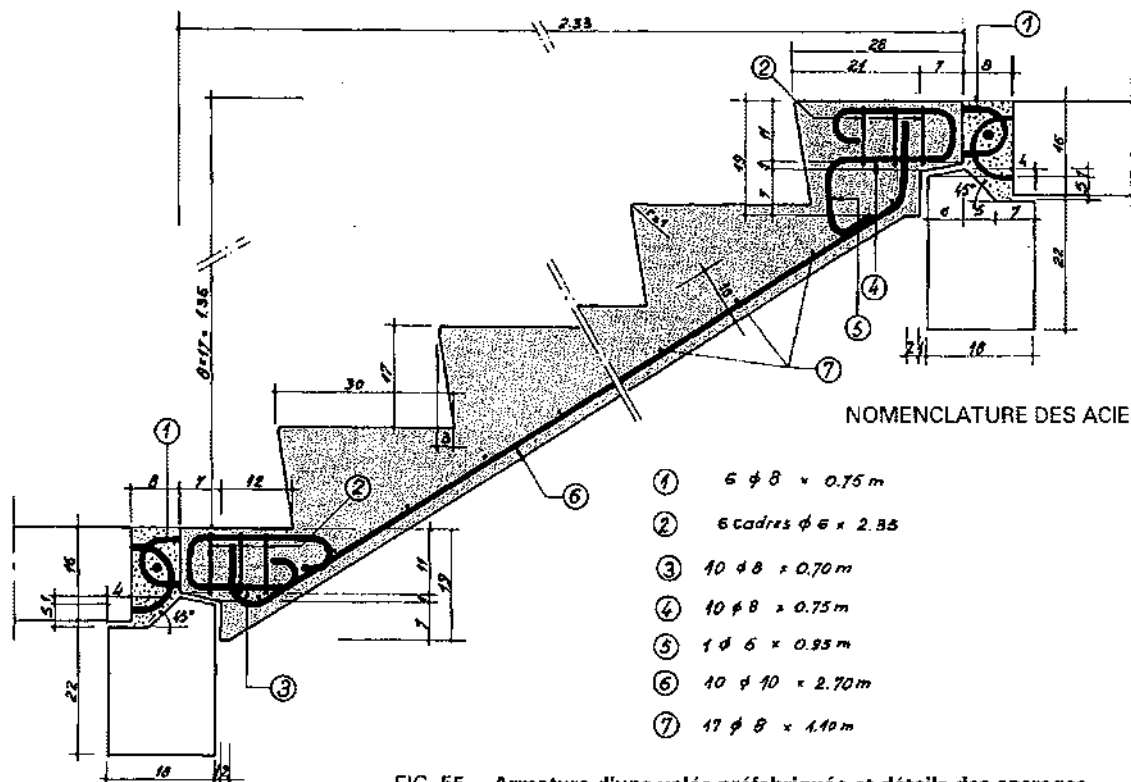 2.33
28
21 7 8
1
2
11
19
1
7
16
4
5 1
45°
6 5 7
22
4
5
2 1
18
7
8×17 = 1.36
17
30
3
6
NOMENCLATURE DES ACIE
1
8 7 12
2
16
4
5 1
45°
11
1
7
19
22
3
18
1 6 φ 8 × 0.75 m
2 6 cadres φ 6 × 2.35
3 10 φ 8 × 0.70 m
4 10 φ 8 × 0.75 m
5 1 φ 6 × 0.95 m
6 10 φ 10 × 2.70 m
7 17 φ 8 × 1.10 m